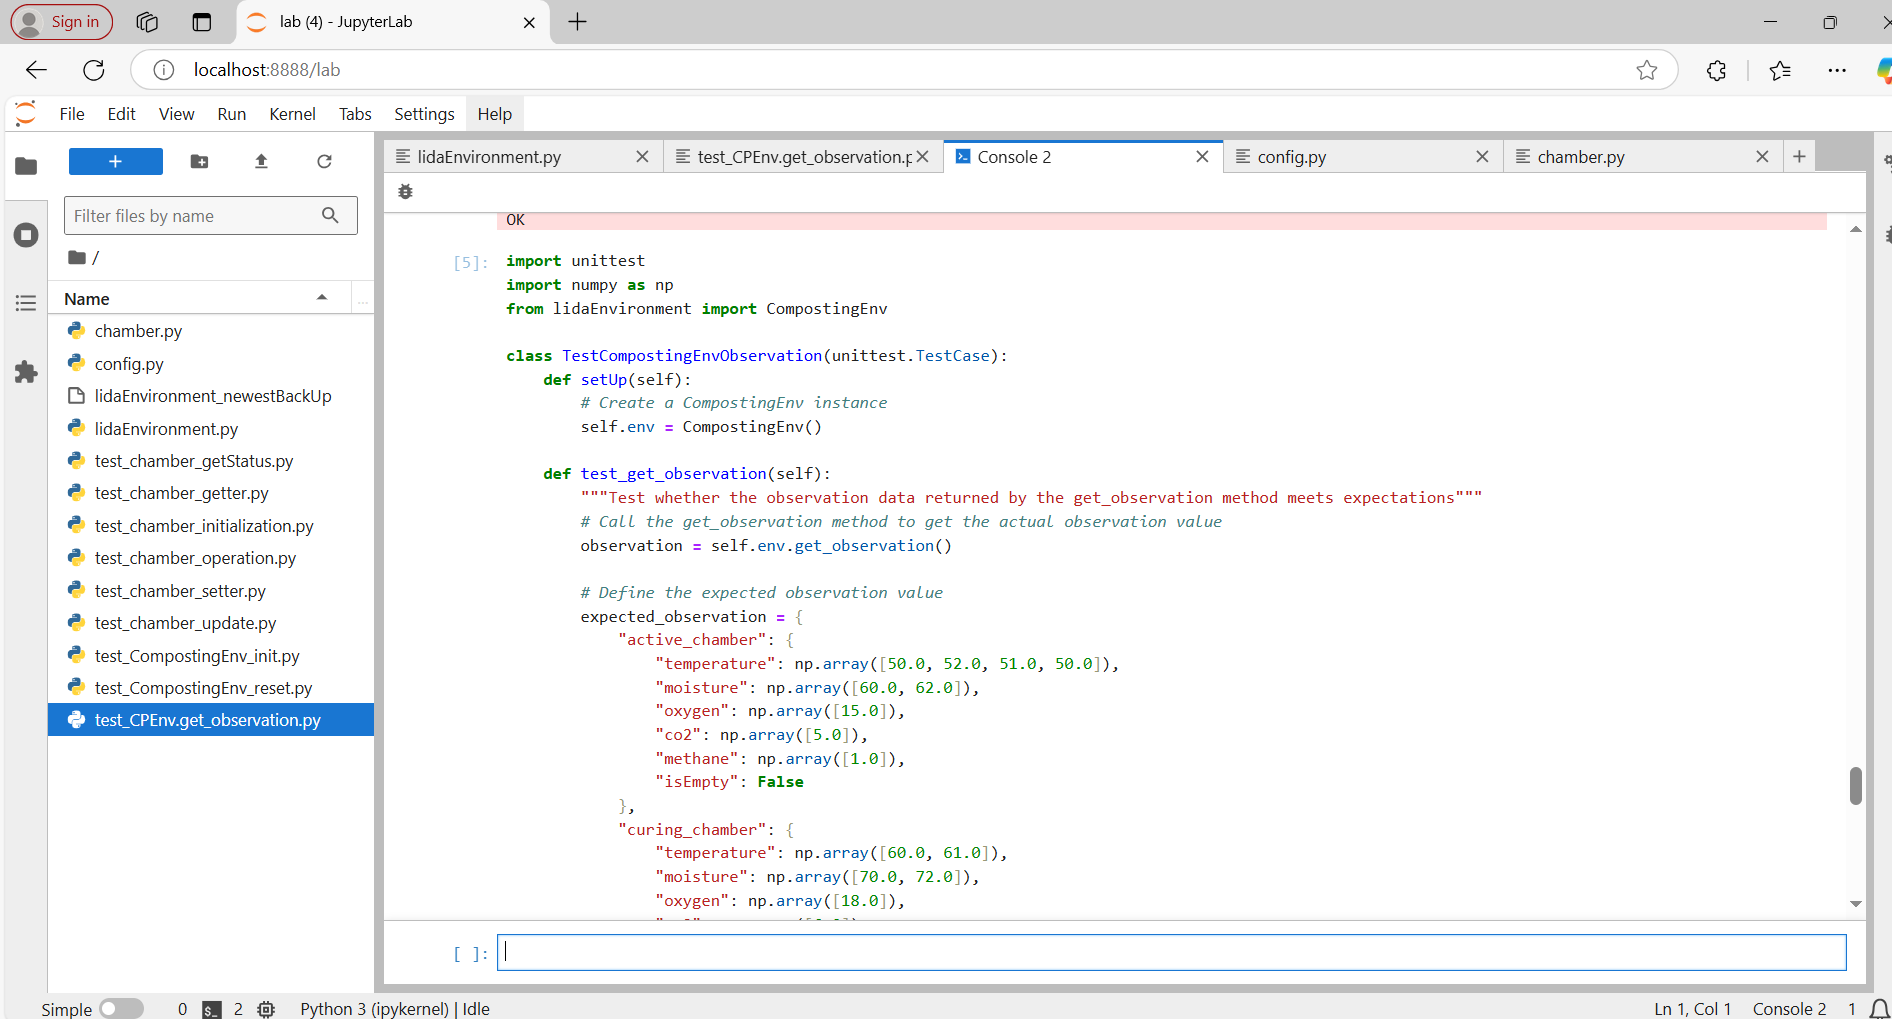 Sign in
lab (4) - JupyterLab
localhost:8888/lab
File Edit View Run Kernel Tabs Settings Help
+
Filter files by name
/
Name
...
chamber.py
config.py
lidaEnvironment_newestBackUp
lidaEnvironment.py
test_chamber_getStatus.py
test_chamber_getter.py
test_chamber_initialization.py
test_chamber_operation.py
test_chamber_setter.py
test_chamber_update.py
test_CompostingEnv_init.py
test_CompostingEnv_reset.py
test_CPEnv.get_observation.py
lidaEnvironment.py
test_CPEnv.get_observation.p
Console 2
config.py
chamber.py
OK
[5]:
import unittest
import numpy as np
from lidaEnvironment import CompostingEnv
class TestCompostingEnvObservation(unittest.TestCase):
def setUp(self):
# Create a CompostingEnv instance
self.env = CompostingEnv()
def test_get_observation(self):
"""Test whether the observation data returned by the get_observation method meets expectations"""
# Call the get_observation method to get the actual observation value
observation = self.env.get_observation()
# Define the expected observation value
expected_observation = {
"active_chamber": {
"temperature": np.array([50.0, 52.0, 51.0, 50.0]),
"moisture": np.array([60.0, 62.0]),
"oxygen": np.array([15.0]),
"co2": np.array([5.0]),
"methane": np.array([1.0]),
"isEmpty": False
},
"curing_chamber": {
"temperature": np.array([60.0, 61.0]),
"moisture": np.array([70.0, 72.0]),
"oxygen": np.array([18.0]),
[ ]:
Simple 0 2 Python 3 (ipykernel) | Idle
Ln 1, Col 1 Console 2 1